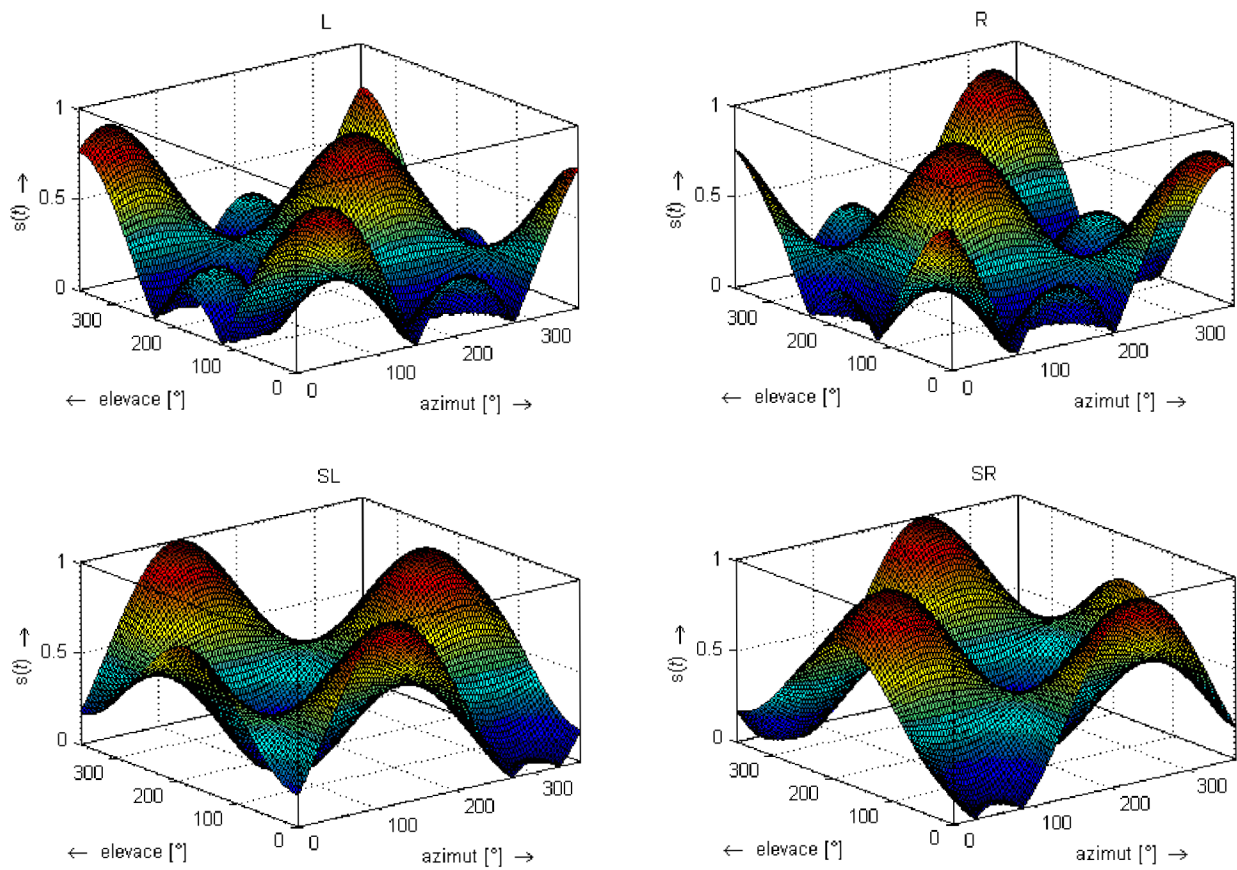 L
1
0.5
0
s(t) →
300
200
100
0
0
100
200
300
← elevace [°]
azimut [°] →
R
1
0.5
0
s(t) →
300
200
100
0
0
100
200
300
← elevace [°]
azimut [°] →
SL
1
0.5
0
s(t) →
300
200
100
0
0
100
200
300
← elevace [°]
azimut [°] →
SR
1
0.5
0
s(t) →
300
200
100
0
0
100
200
300
← elevace [°]
azimut [°] →